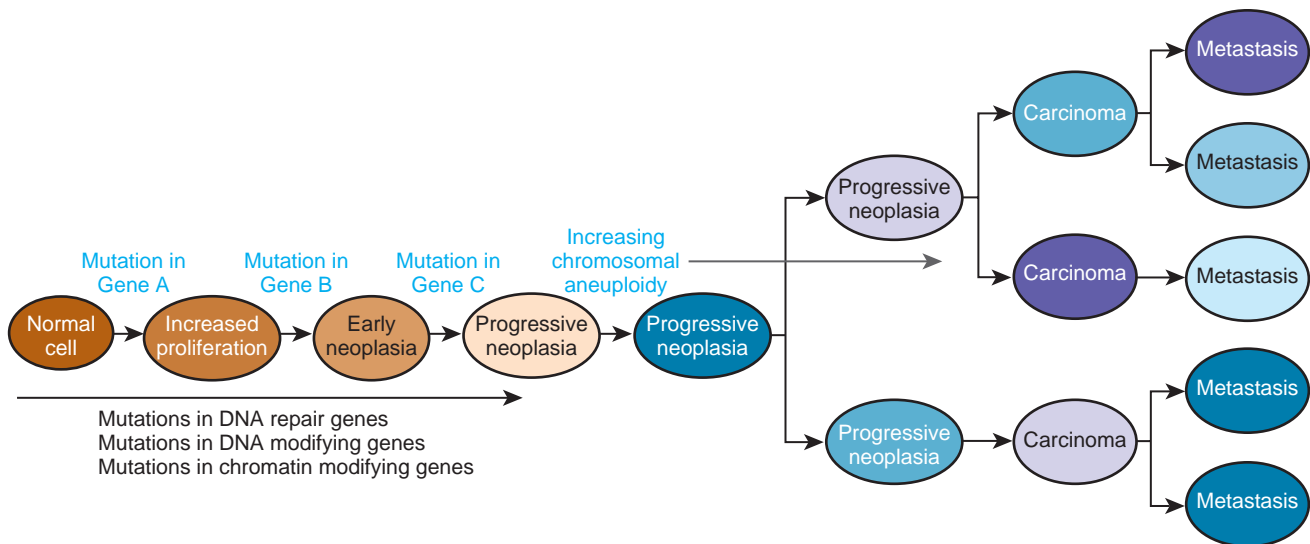 Mutation in
Gene A
Mutation in
Gene B
Mutation in
Gene C
Increasing
chromosomal
aneuploidy
Normal
cell
Increased
proliferation
Early
neoplasia
Progressive
neoplasia
Progressive
neoplasia
Mutations in DNA repair genes
Mutations in DNA modifying genes
Mutations in chromatin modifying genes
Progressive
neoplasia
Carcinoma
Metastasis
Metastasis
Carcinoma
Metastasis
Progressive
neoplasia
Carcinoma
Metastasis
Metastasis